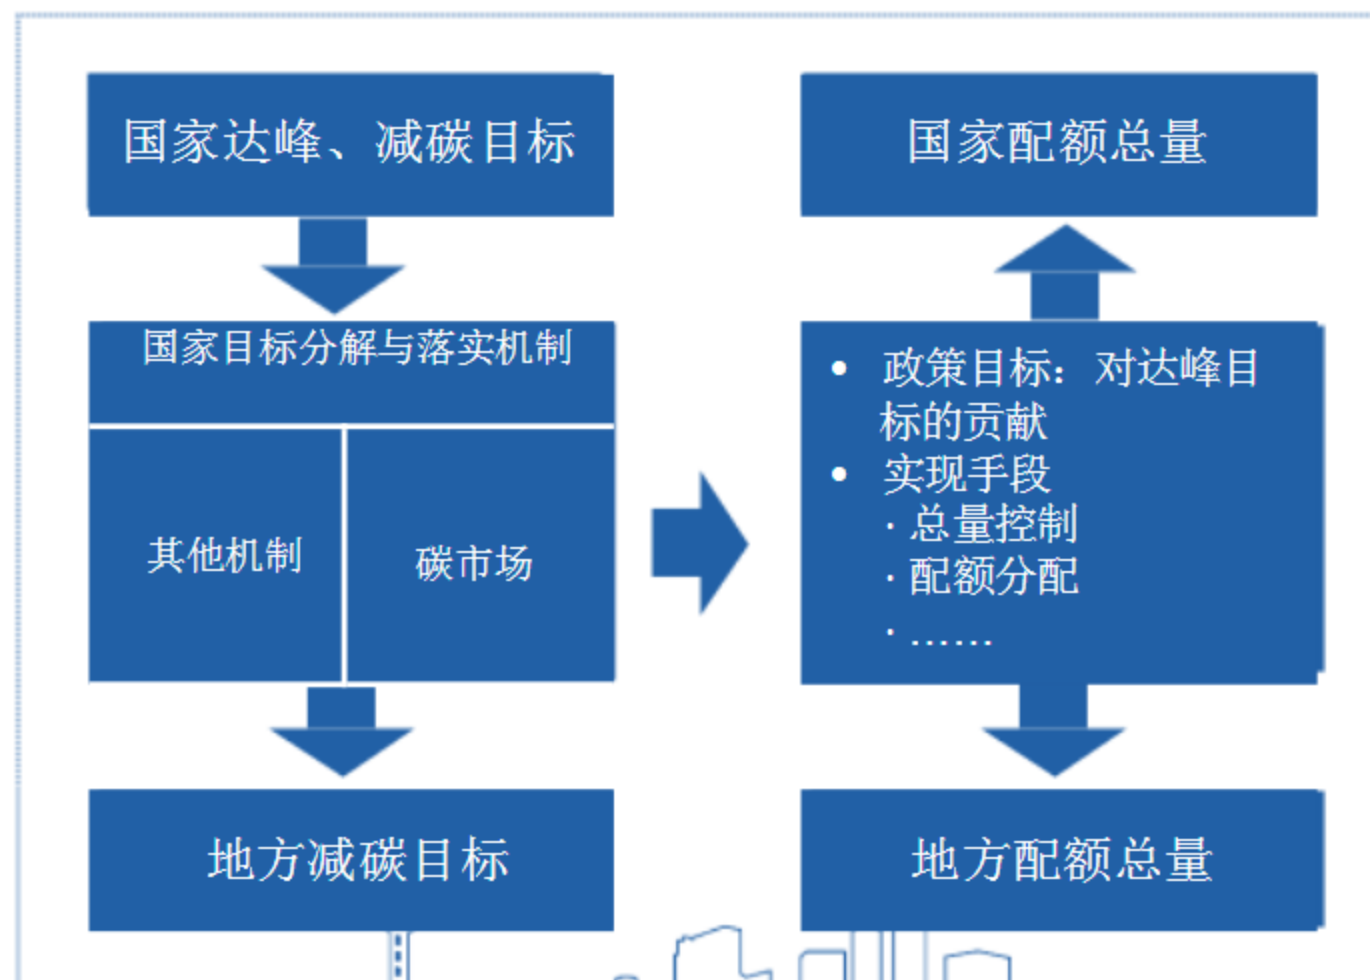 国家达峰、减碳目标
国家目标分解与落实机制
其他机制
碳市场
地方减碳目标
国家配额总量
• 政策目标：对达峰目
标的贡献
• 实现手段
· 总量控制
· 配额分配
· ……
地方配额总量